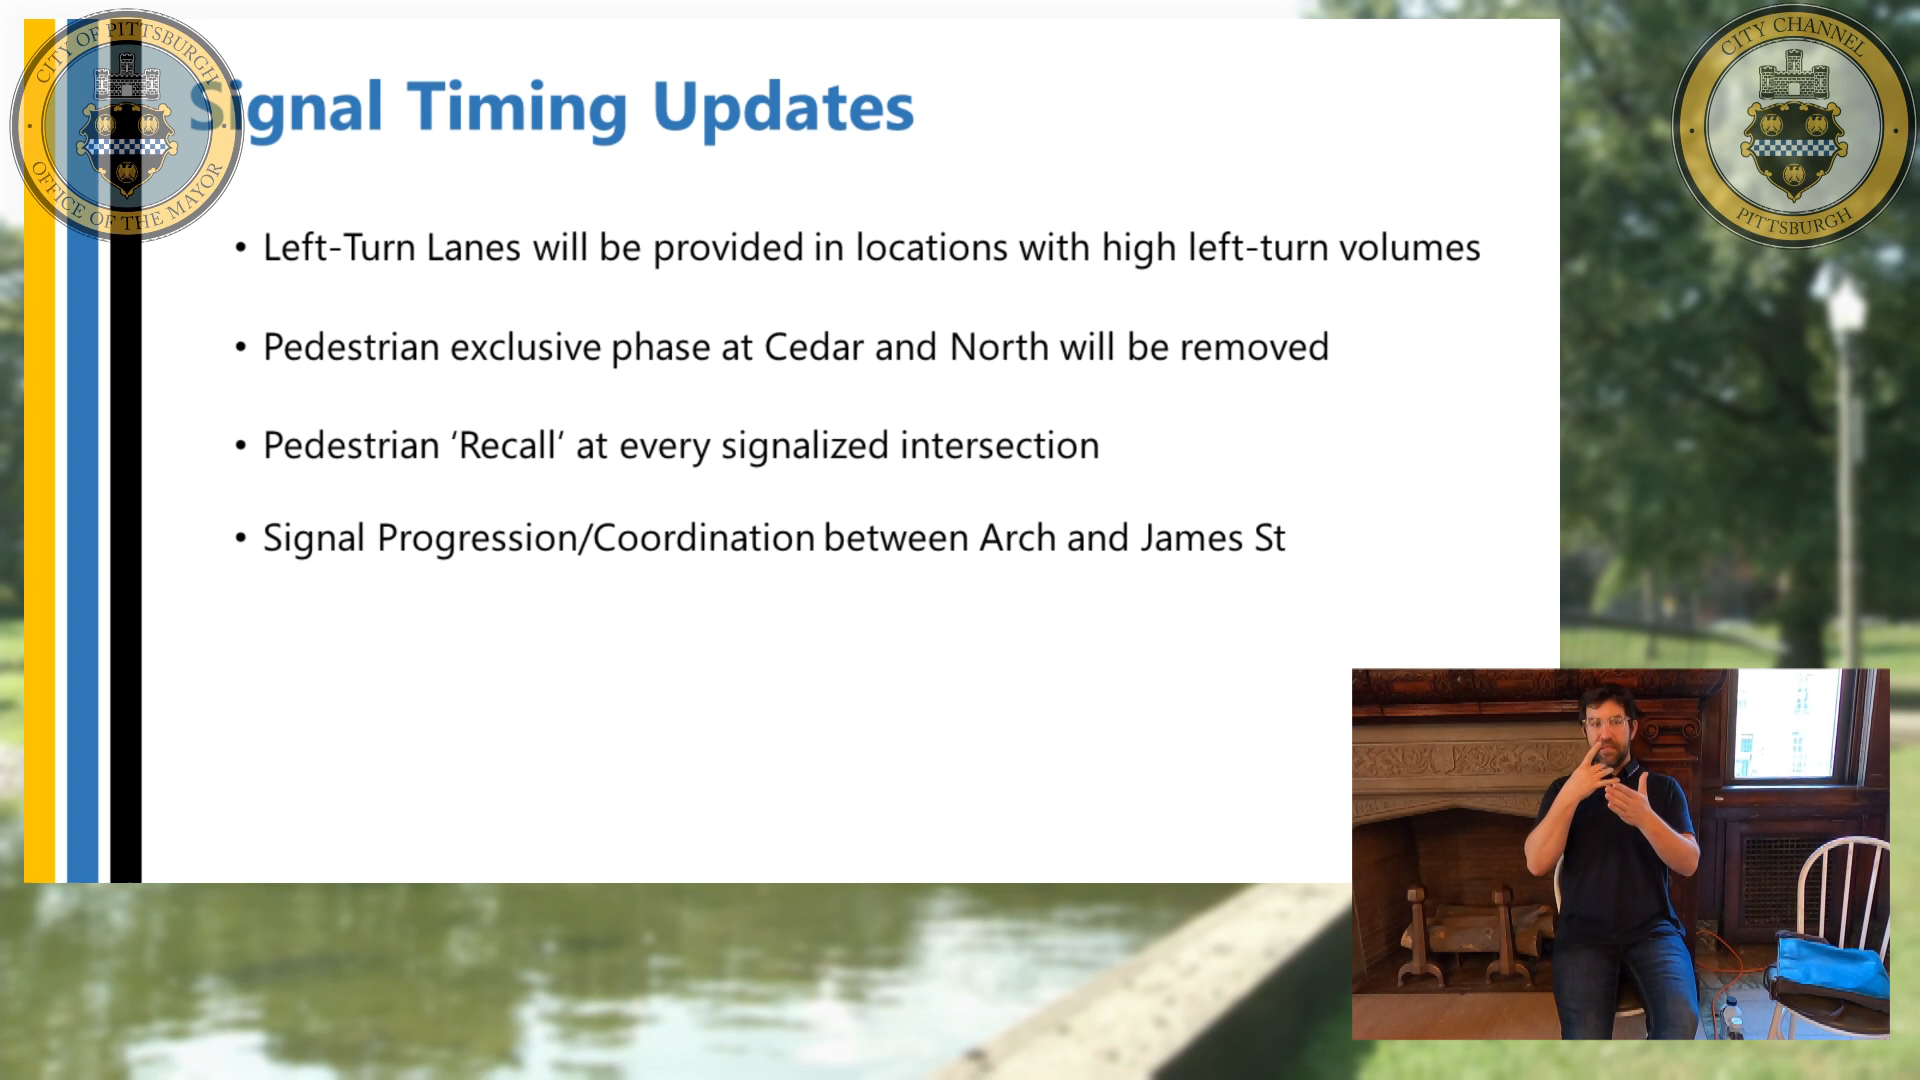 CITY OF PITTSBURGH
OFFICE OF THE MAYOR
CITY CHANNEL
PITTSBURGH
Signal Timing Updates
• Left-Turn Lanes will be provided in locations with high left-turn volumes
• Pedestrian exclusive phase at Cedar and North will be removed
• Pedestrian ‘Recall’ at every signalized intersection
• Signal Progression/Coordination between Arch and James St